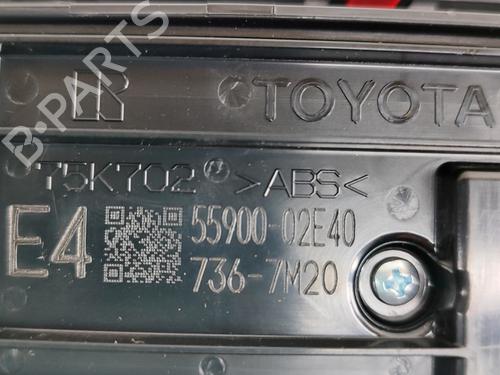 TOYOTA
75K702 >ABS<
E4 55900-02E40
736-7M20
B-PARTS